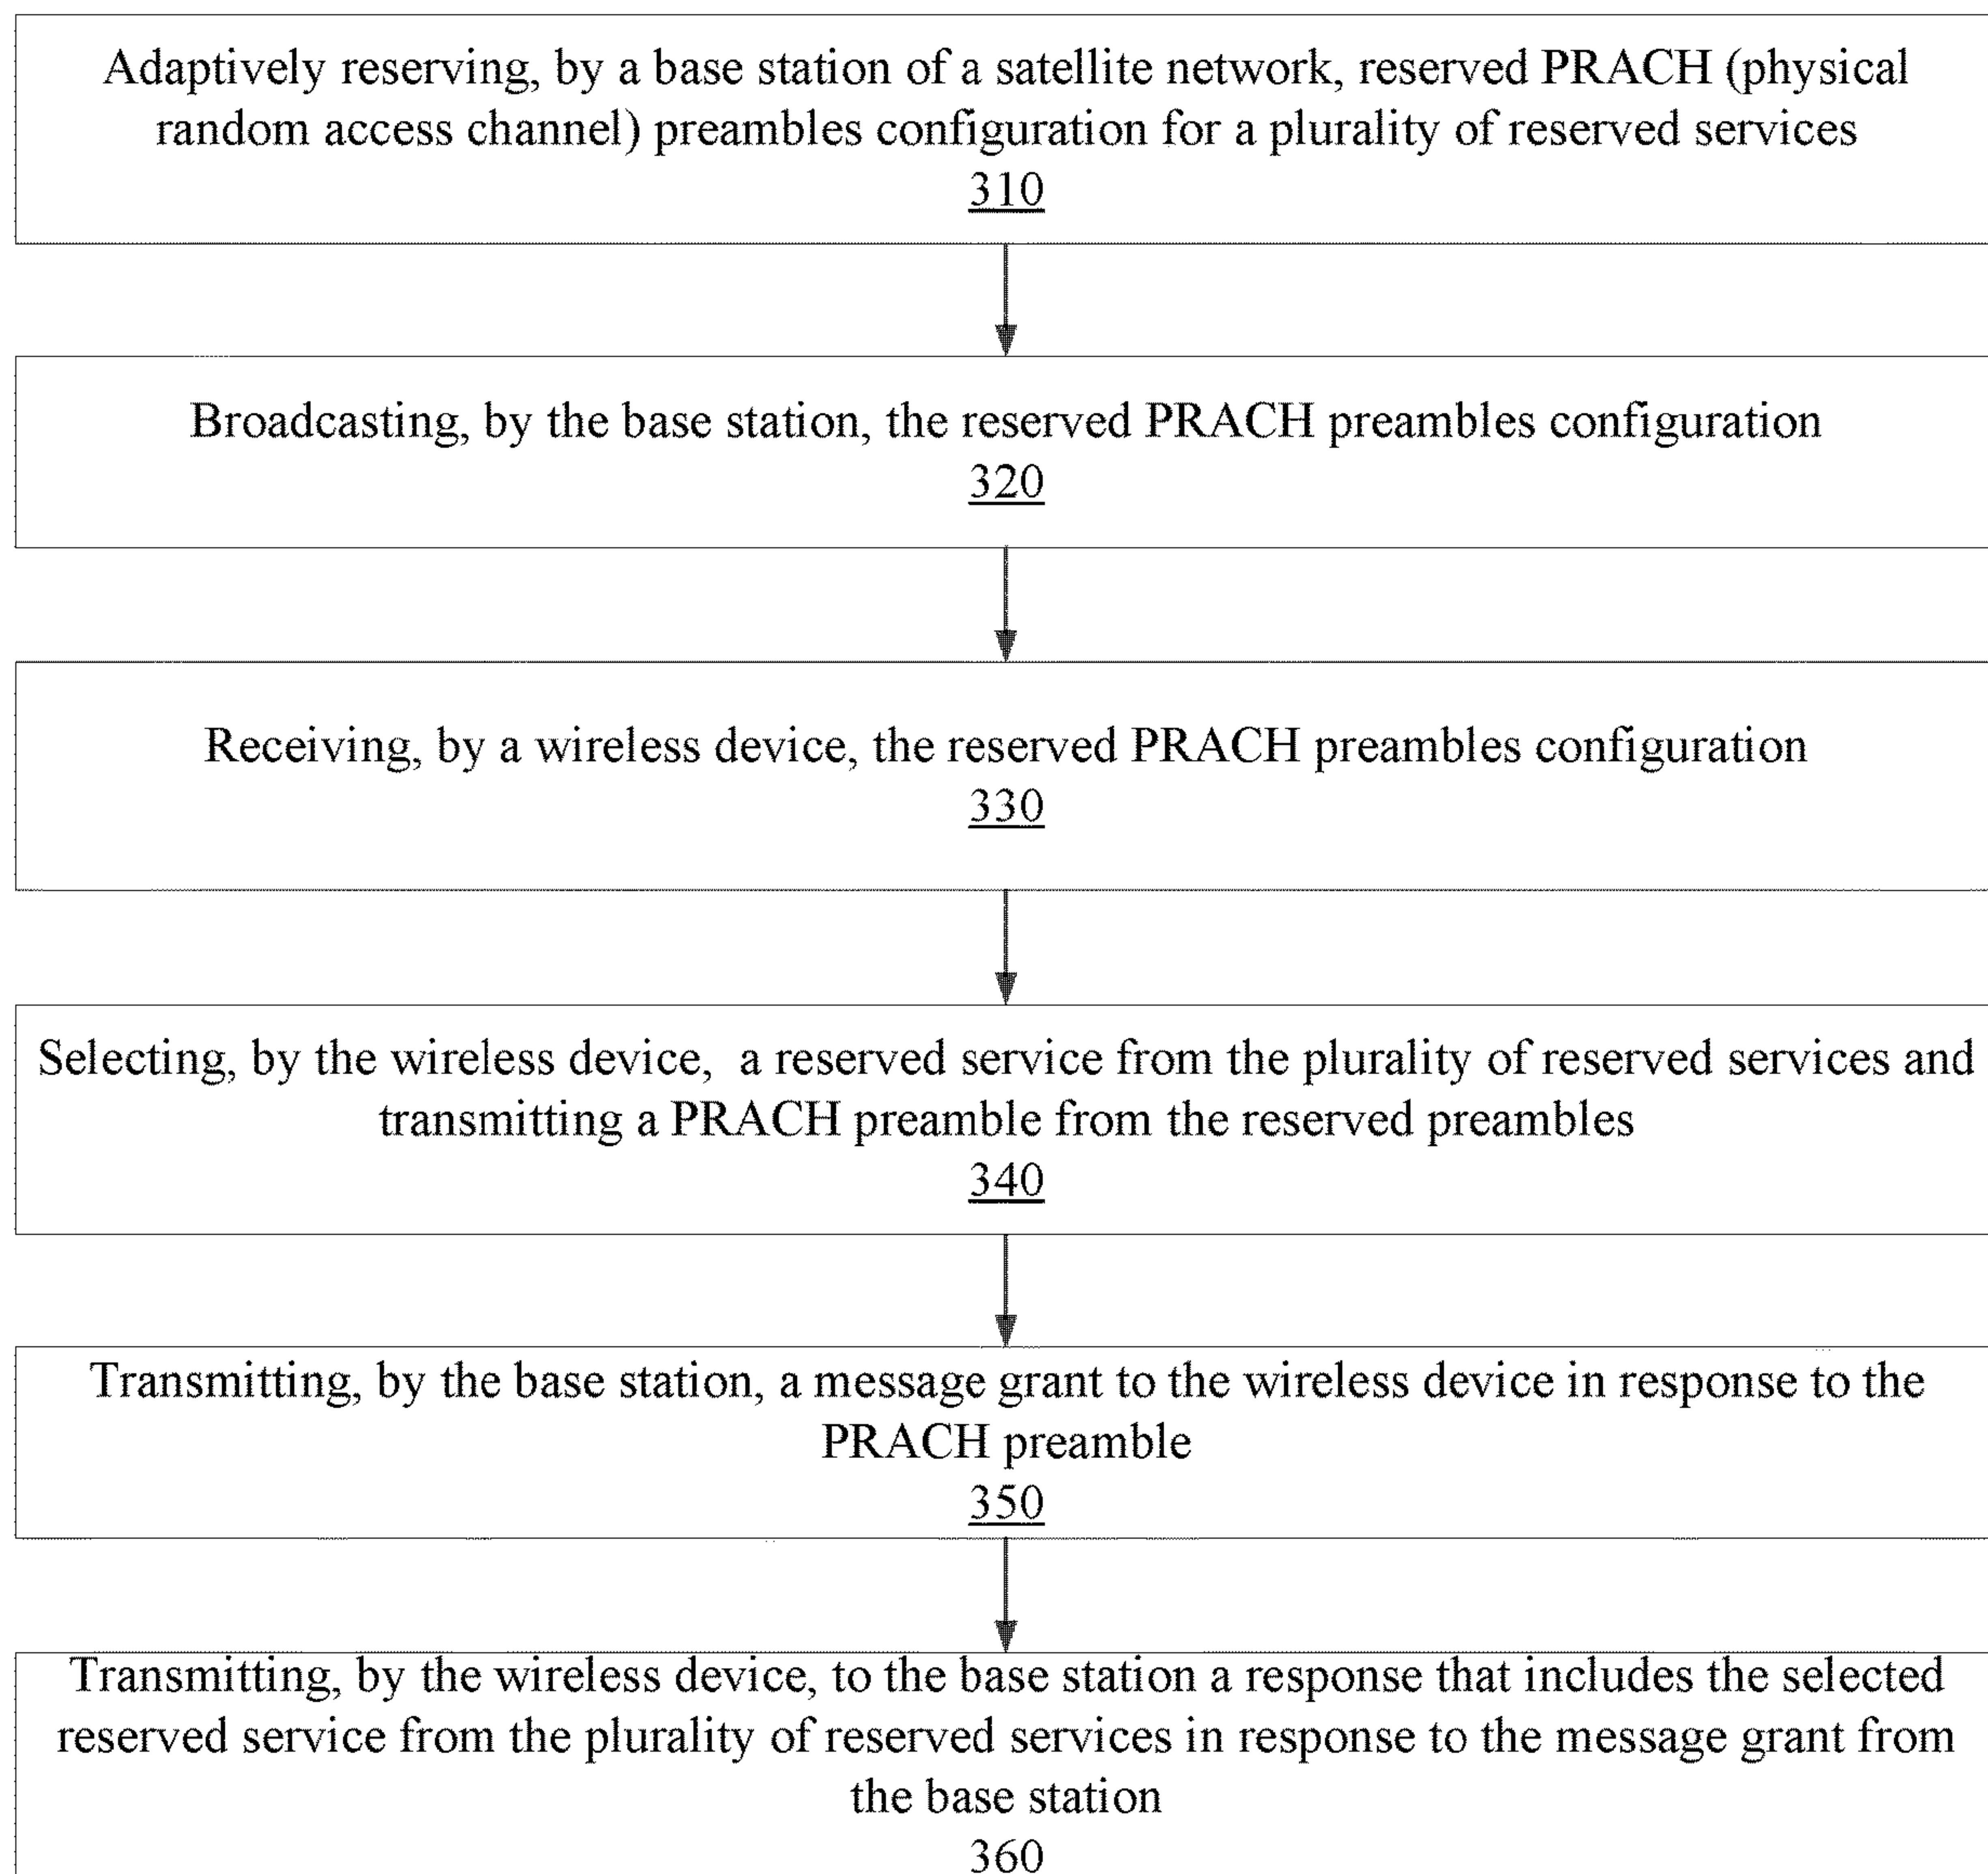 Adaptively reserving, by a base station of a satellite network, reserved PRACH (physical
random access channel) preambles configuration for a plurality of reserved services
310
Broadcasting, by the base station, the reserved PRACH preambles configuration
320
Receiving, by a wireless device, the reserved PRACH preambles configuration
330
Selecting, by the wireless device, a reserved service from the plurality of reserved services and
transmitting a PRACH preamble from the reserved preambles
340
Transmitting, by the base station, a message grant to the wireless device in response to the
PRACH preamble
350
Transmitting, by the wireless device, to the base station a response that includes the selected
reserved service from the plurality of reserved services in response to the message grant from
the base station
360